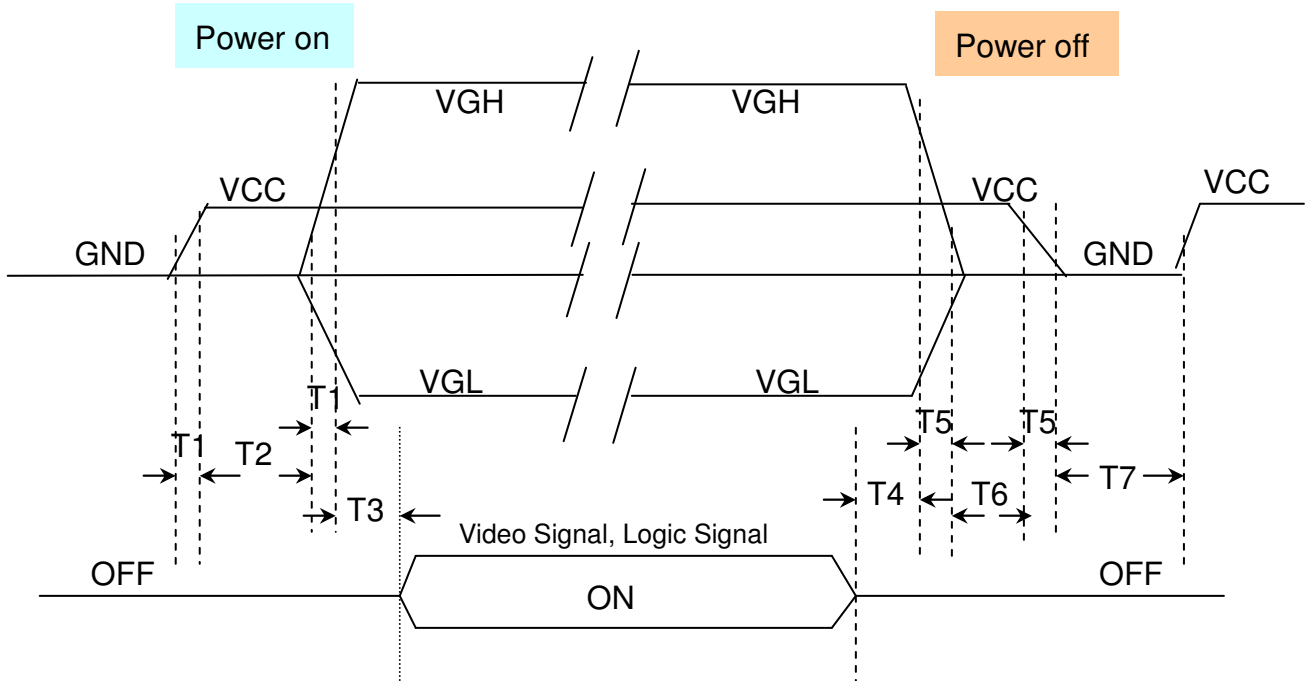 Power on
Power off
VGH
VGH
VCC
VCC
VCC
GND
GND
VGL
VGL
T1
T5
T5
T1
T2
T7
T3
T4
T6
Video Signal, Logic Signal
OFF
ON
OFF